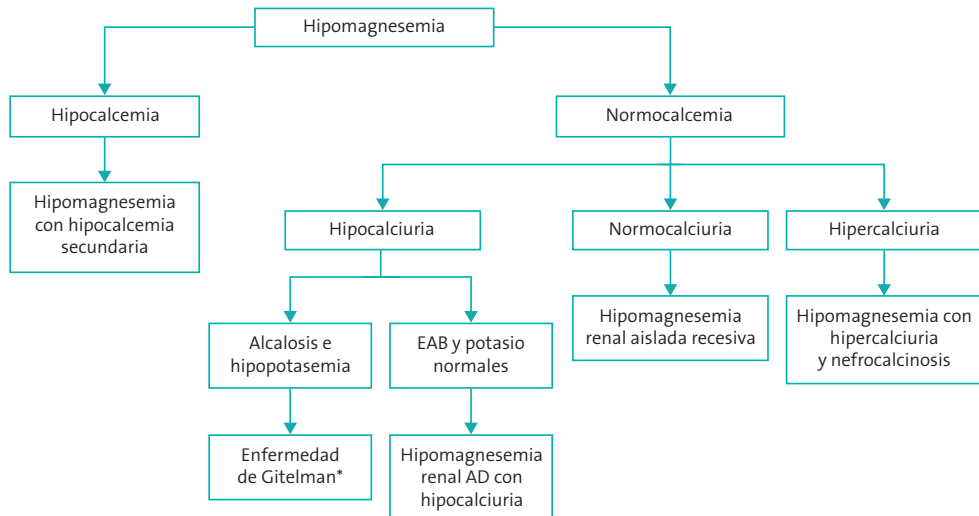 Hipomagnesemia
Hipocalcemia
Normocalcemia
Hipomagnesemia
con hipocalcemia
secundaria
Hipocalciuria
Normocalciuria
Hipercalciuria
Alcalosis e
hipopotasemia
EAB y potasio
normales
Hipomagnesemia
renal aislada recesiva
Hipomagnesemia con
hipercalciuria
y nefrocalcinosis
Enfermedad
de Gitelman*
Hipomagnesemia
renal AD con
hipocalciuria